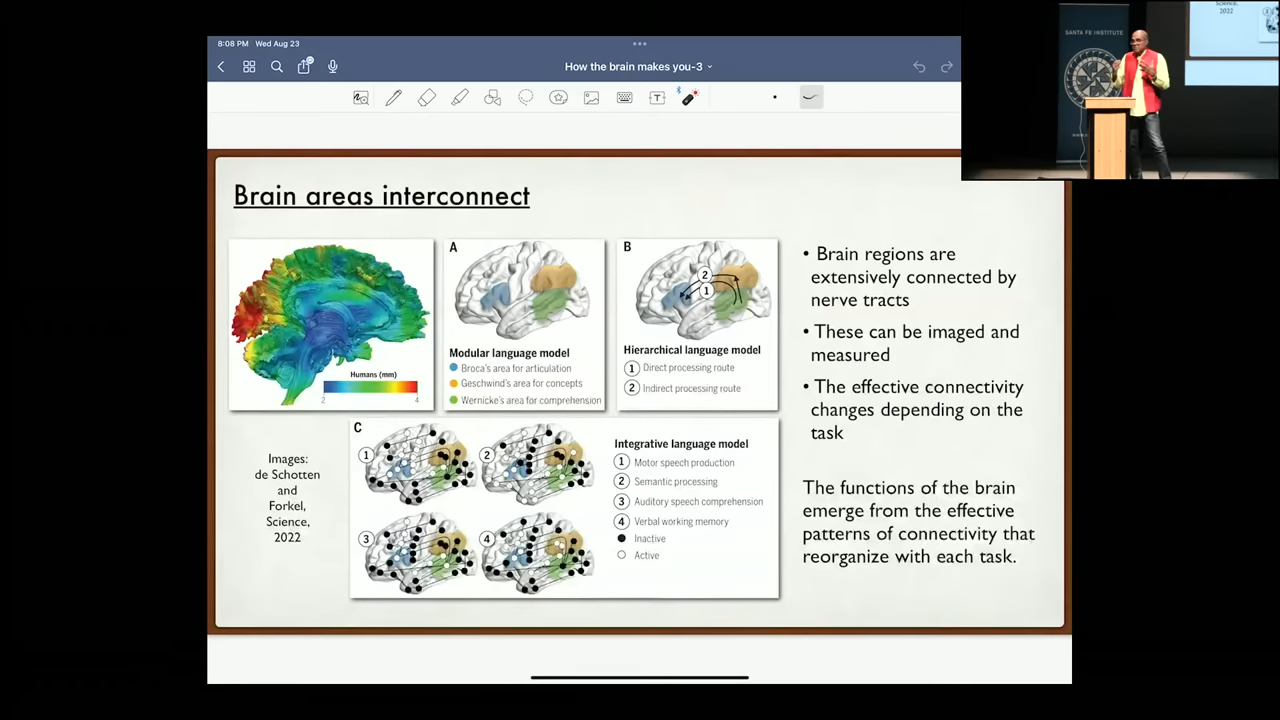 8:08 PM Wed Aug 23
How the brain makes you-3
SANTA FE INSTITUTE
Science,
2022
Brain areas interconnect
Humans (mm)
2 4
A
Modular language model
Broca's area for articulation
Geschwind's area for concepts
Wernicke's area for comprehension
B
2
1
Hierarchical language model
1 Direct processing route
2 Indirect processing route
C
1
2
3
4
Integrative language model
1 Motor speech production
2 Semantic processing
3 Auditory speech comprehension
4 Verbal working memory
Inactive
Active
Images:
de Schotten
and
Forkel,
Science,
2022
• Brain regions are
extensively connected by
nerve tracts
• These can be imaged and
measured
• The effective connectivity
changes depending on the
task
The functions of the brain
emerge from the effective
patterns of connectivity that
reorganize with each task.